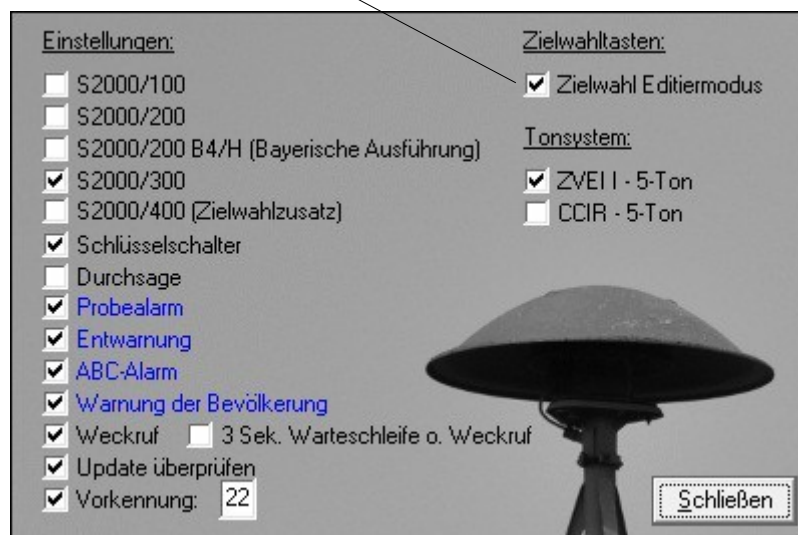 Einstellungen:
S2000/100
S2000/200
S2000/200 B4/H (Bayerische Ausführung)
S2000/300
S2000/400 (Zielwahlzusatz)
Schlüsselschalter
Durchsage
Probealarm
Entwarnung
ABC-Alarm
Warnung der Bevölkerung
Weckruf 3 Sek. Warteschleife o. Weckruf
Update überprüfen
Vorkennung: 22
Zielwahltasten:
Zielwahl Editiermodus
Tonsystem:
ZVEI I - 5-Ton
CCIR - 5-Ton
Schließen